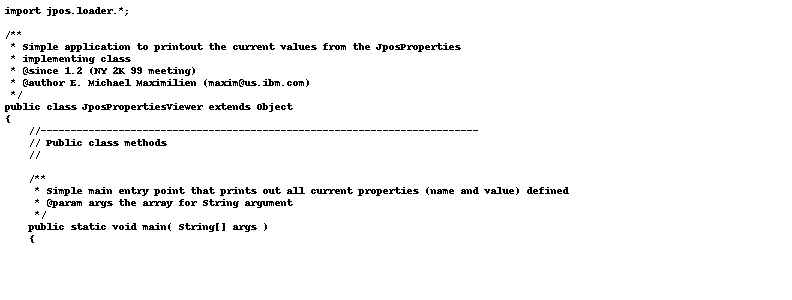 import jpos.loader.*;

/**
 * Simple application to printout the current values from the JposProperties
 * implementing class
 * @since 1.2 (NY 2K 99 meeting)
 * @author E. Michael Maximilien (maxim@us.ibm.com)
 */
public class JposPropertiesViewer extends Object
{
    //-------------------------------------------------------------------------
    // Public class methods
    //

    /**
     * Simple main entry point that prints out all current properties (name and value) defined
     * @param args the array for String argument
     */
    public static void main( String[] args )
    {